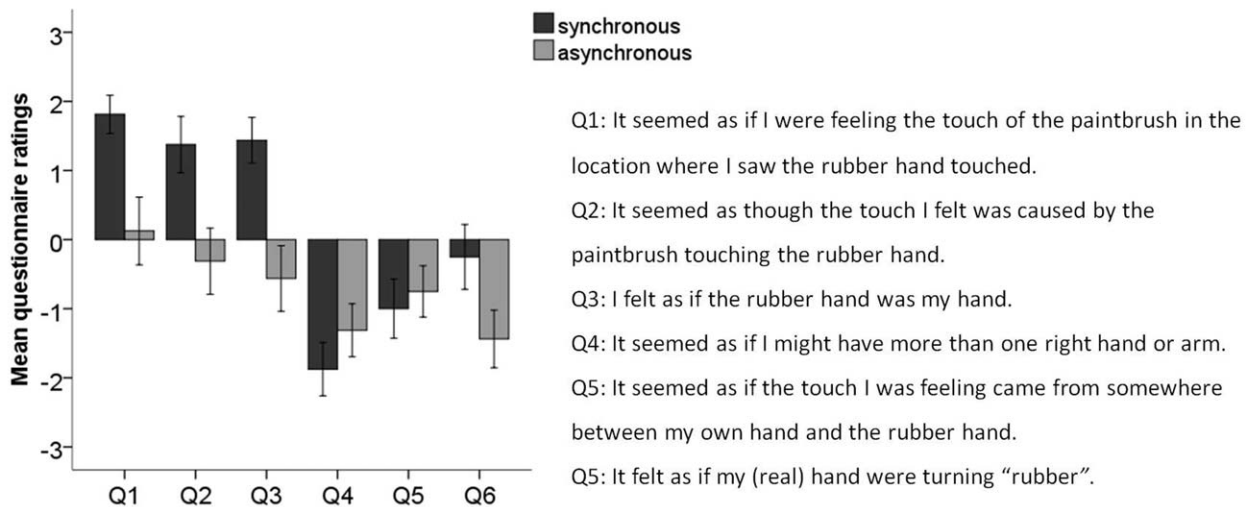 synchronous
asynchronous
Mean questionnaire ratings
3
2
1
0
-1
-2
-3
Q1 Q2 Q3 Q4 Q5 Q6
Q1: It seemed as if I were feeling the touch of the paintbrush in the
location where I saw the rubber hand touched.
Q2: It seemed as though the touch I felt was caused by the
paintbrush touching the rubber hand.
Q3: I felt as if the rubber hand was my hand.
Q4: It seemed as if I might have more than one right hand or arm.
Q5: It seemed as if the touch I was feeling came from somewhere
between my own hand and the rubber hand.
Q5: It felt as if my (real) hand were turning “rubber”.